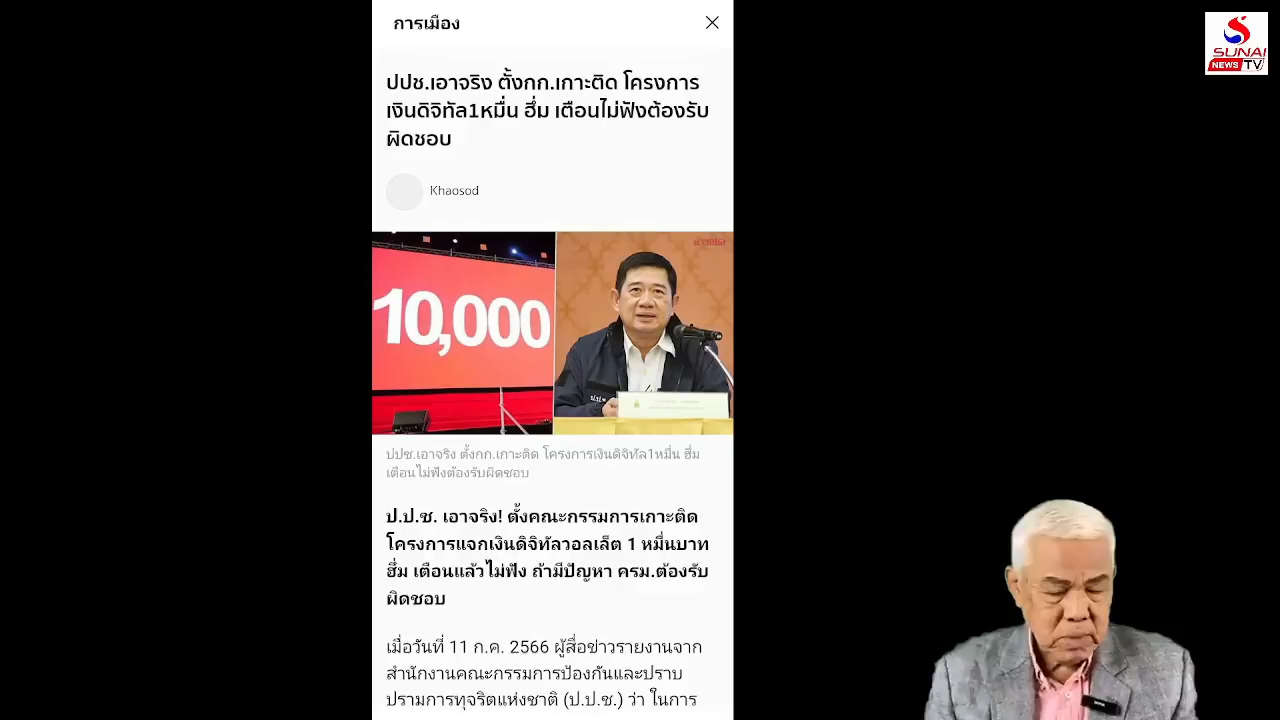 การเมือง
SUNAI
NEWS TV
ปปช.เอาจริง ตั้งกก.เกาะติด โครงการ
เงินดิจิทัล1หมื่น ฮึ่ม เตือนไม่ฟังต้องรับ
ผิดชอบ
Khaosod
ข่าวสด
10,000
ป.ป.ช.
ปปช.เอาจริง ตั้งกก.เกาะติด โครงการเงินดิจิทัล1หมื่น ฮึ่ม
เตือนไม่ฟังต้องรับผิดชอบ
ป.ป.ช. เอาจริง! ตั้งคณะกรรมการเกาะติด
โครงการแจกเงินดิจิทัลวอลเล็ต 1 หมื่นบาท
ฮึ่ม เตือนแล้วไม่ฟัง ถ้ามีปัญหา ครม.ต้องรับ
ผิดชอบ
เมื่อวันที่ 11 ก.ค. 2566 ผู้สื่อข่าวรายงานจาก
สำนักงานคณะกรรมการป้องกันและปราบ
ปรามการทุจริตแห่งชาติ (ป.ป.ช.) ว่า ในการ